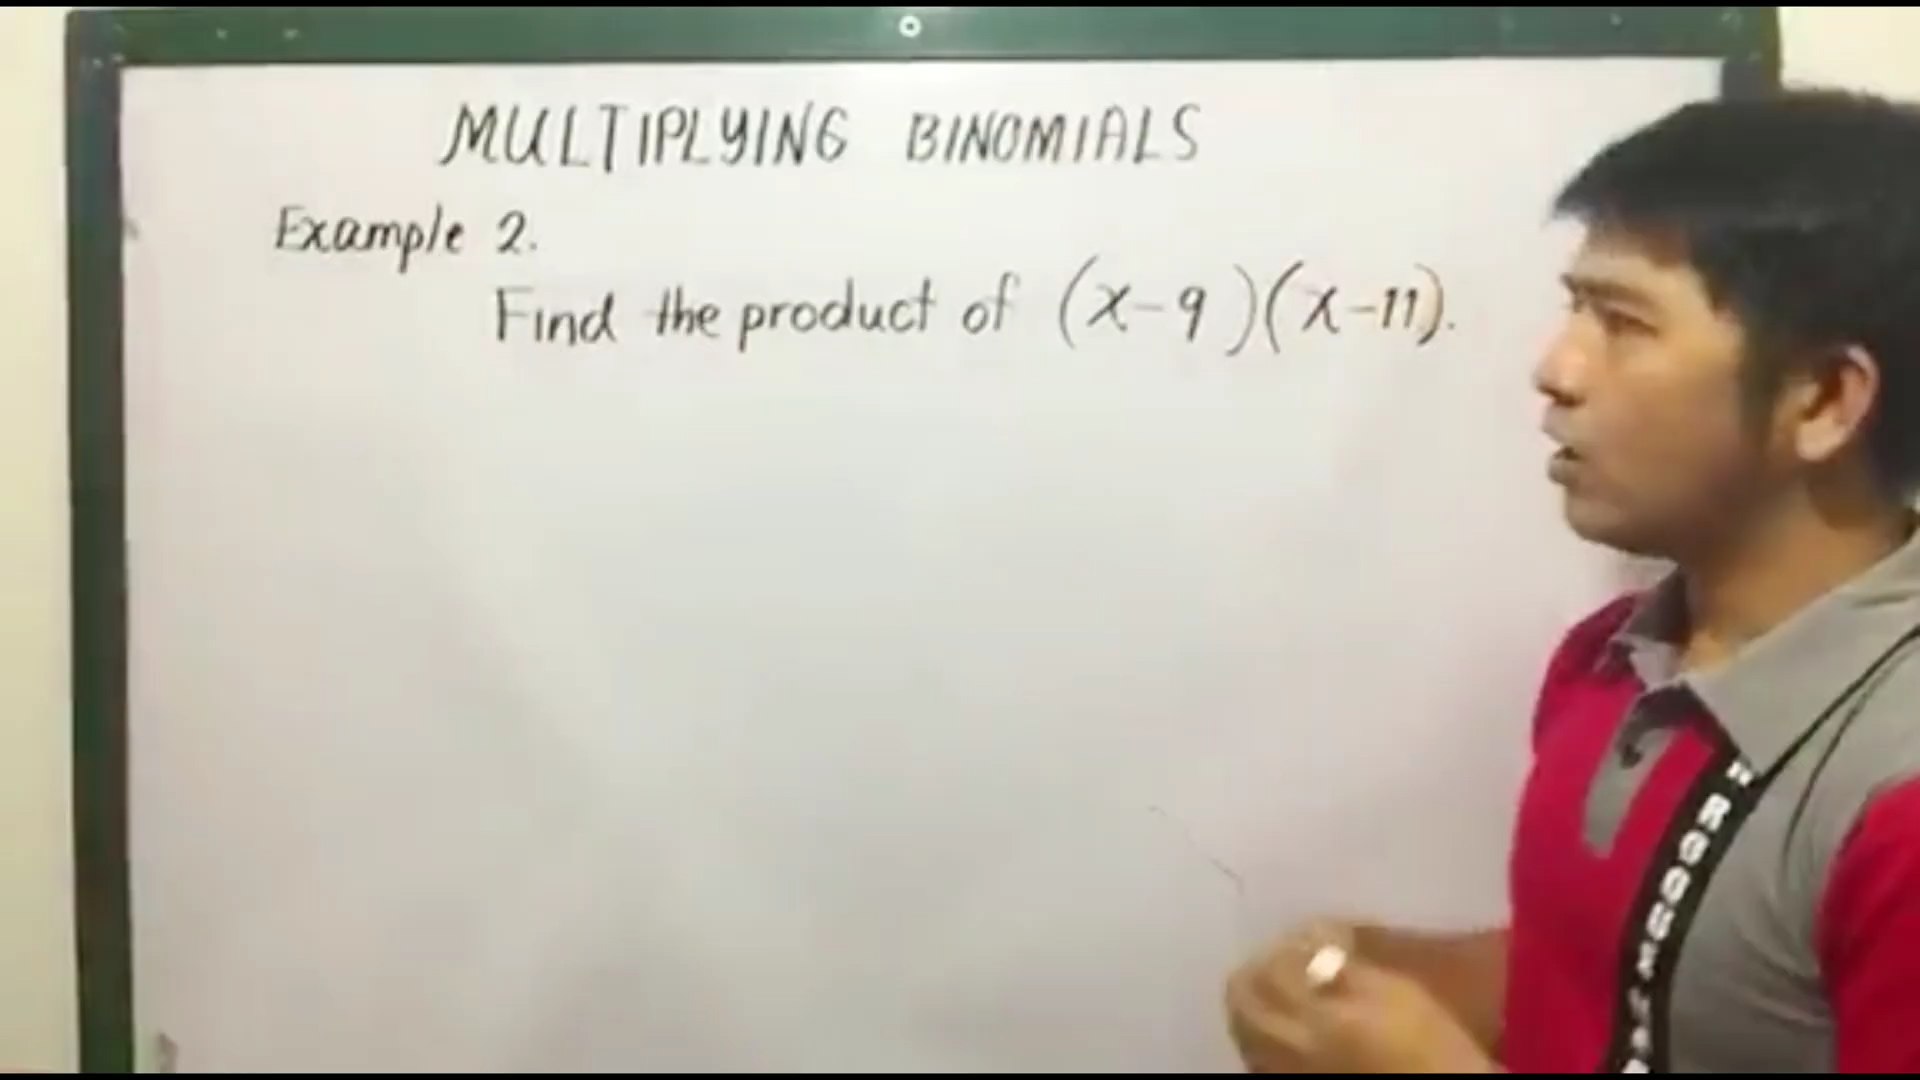 MULTIPLYING BINOMIALS
Example 2.
Find the product of (x-9)(x-11).